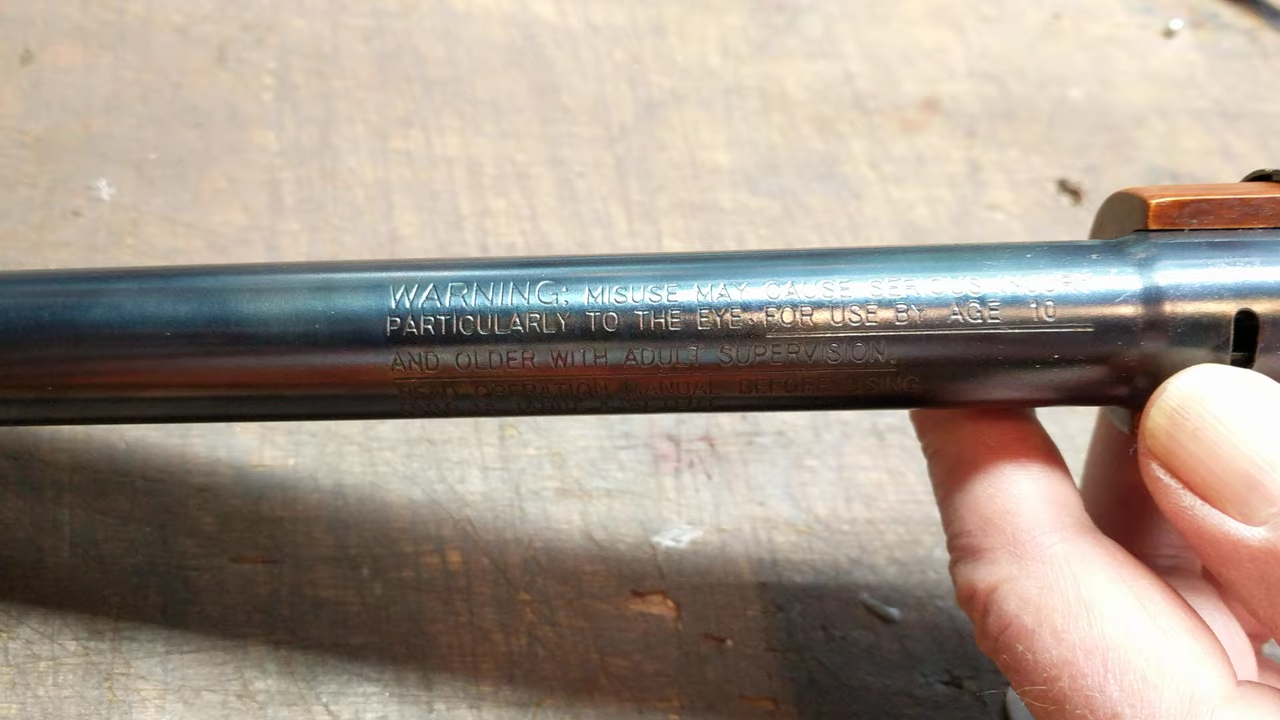 WARNING: MISUSE MAY CAUSE SERIOUS INJURY
PARTICULARLY TO THE EYE. FOR USE BY AGE 10
AND OLDER WITH ADULT SUPERVISION.
READ OPERATION MANUAL BEFORE USING